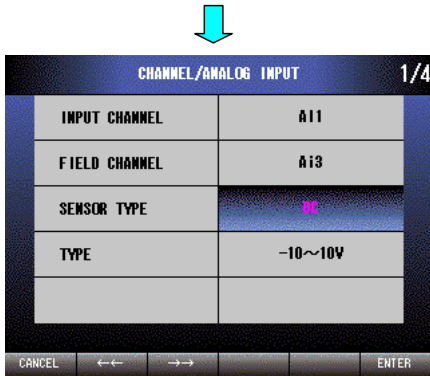 CHANNEL/ANALOG INPUT 1/4
INPUT CHANNEL AI1
FIELD CHANNEL Ai3
SENSOR TYPE DC
TYPE -10~10V
CANCEL ←← →→ ENTER